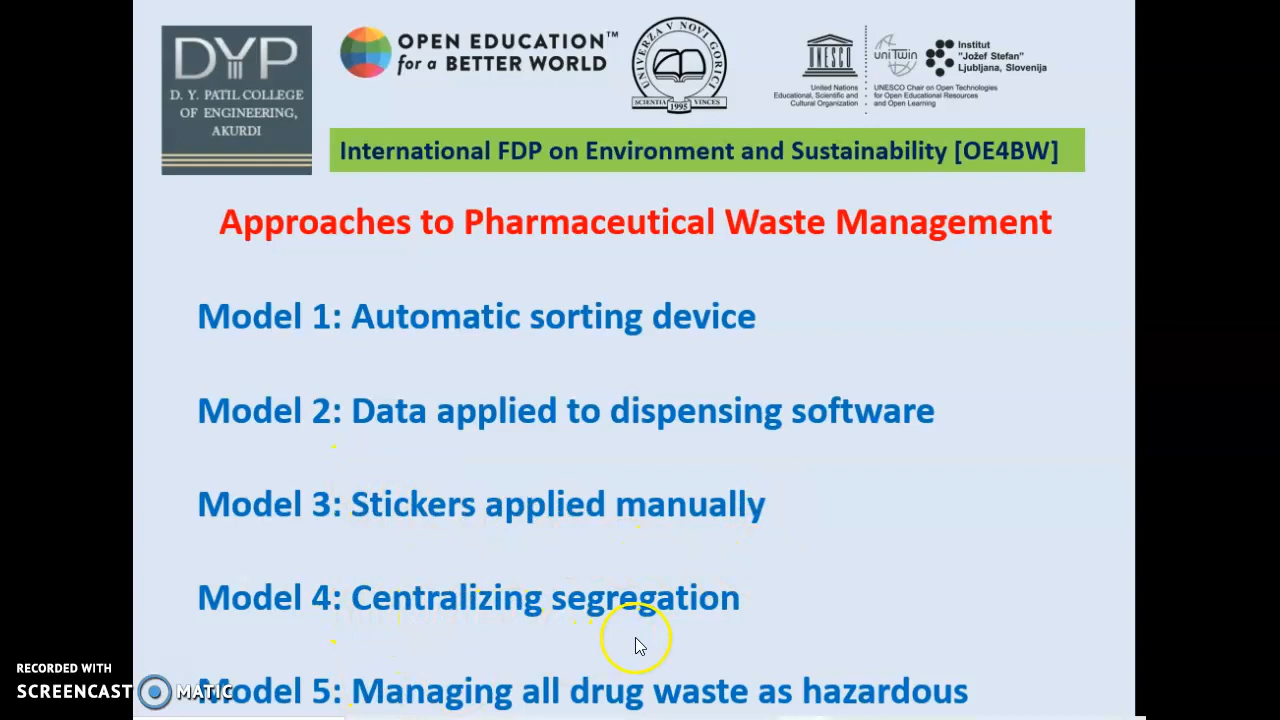 DYP
D. Y. PATIL COLLEGE
OF ENGINEERING,
AKURDI
OPEN EDUCATION™
for a BETTER WORLD
UNIVERZA V NOVI GORICI
SCIENTIA VINCES
1995
UNESCO
United Nations
Educational, Scientific and
Cultural Organization
uniTwin
Institut
"Jožef Stefan"
Ljubljana, Slovenija
UNESCO Chair on Open Technologies
for Open Educational Resources
and Open Learning
International FDP on Environment and Sustainability [OE4BW]
Approaches to Pharmaceutical Waste Management
Model 1: Automatic sorting device
Model 2: Data applied to dispensing software
Model 3: Stickers applied manually
Model 4: Centralizing segregation
Model 5: Managing all drug waste as hazardous
RECORDED WITH
SCREENCAST MATIC